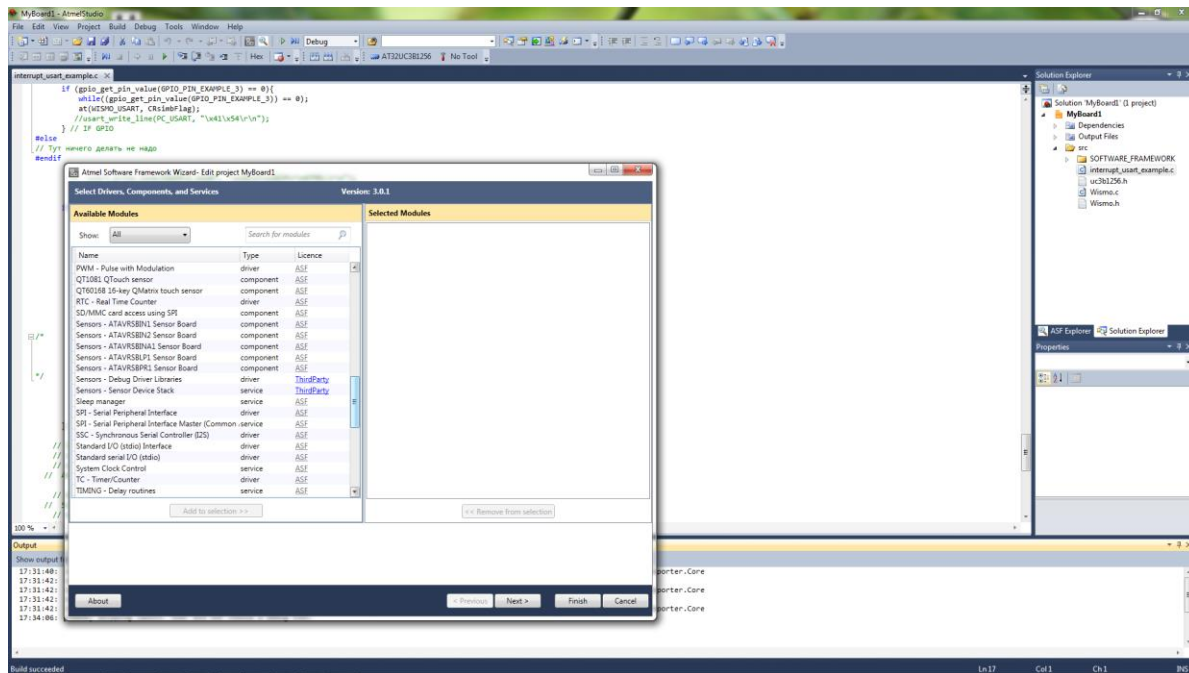 MyBoard1 - AtmelStudio
File Edit View Project Build Debug Tools Window Help
Debug
Hex AT32UC3B1256 No Tool
interrupt_usart_example.c
if (gpio_get_pin_value(GPIO_PIN_EXAMPLE_3) == 0){
while((gpio_get_pin_value(GPIO_PIN_EXAMPLE_3)) == 0);
at(WISMO_USART, CRsimbFlag);
//usart_write_line(PC_USART, "\x41\x54\r\n");
} // IF GPIO
#else
// Тут ничего делать не надо
#endif
Atmel Software Framework Wizard- Edit project MyBoard1
Select Drivers, Components, and Services Version: 3.0.1
Available Modules
Show: All Search for modules
Name Type Licence
PWM - Pulse with Modulation driver ASF
QT1081 QTouch sensor component ASF
QT60168 16-key QMatrix touch sensor component ASF
RTC - Real Time Counter driver ASF
SD/MMC card access using SPI component ASF
Sensors - ATAVRSBIN1 Sensor Board component ASF
Sensors - ATAVRSBIN2 Sensor Board component ASF
Sensors - ATAVRSBINA1 Sensor Board component ASF
Sensors - ATAVRSBLP1 Sensor Board component ASF
Sensors - ATAVRSBPR1 Sensor Board component ASF
Sensors - Debug Driver Libraries driver ThirdParty
Sensors - Sensor Device Stack service ThirdParty
Sleep manager service ASF
SPI - Serial Peripheral Interface driver ASF
SPI - Serial Peripheral Interface Master (Common service ASF
SSC - Synchronous Serial Controller (I2S) driver ASF
Standard I/O (stdio) Interface driver ASF
Standard serial I/O (stdio) driver ASF
System Clock Control service ASF
TC - Timer/Counter driver ASF
TIMING - Delay routines service ASF
Add to selection >>
Selected Modules
<< Remove from selection
About < Previous Next > Finish Cancel
/*
*/
//
//
//
//
//
//
//
100 %
Solution Explorer
Solution 'MyBoard1' (1 project)
MyBoard1
Dependencies
Output Files
src
SOFTWARE_FRAMEWORK
interrupt_usart_example.c
uc3b1256.h
Wismo.c
Wismo.h
ASF Explorer Solution Explorer
Properties
Output
Show output
17:31:40: porter.Core
17:31:42:
17:31:42: porter.Core
17:31:42:
17:31:42: porter.Core
17:34:06:
Build succeeded Ln 17 Col 1 Ch 1 INS